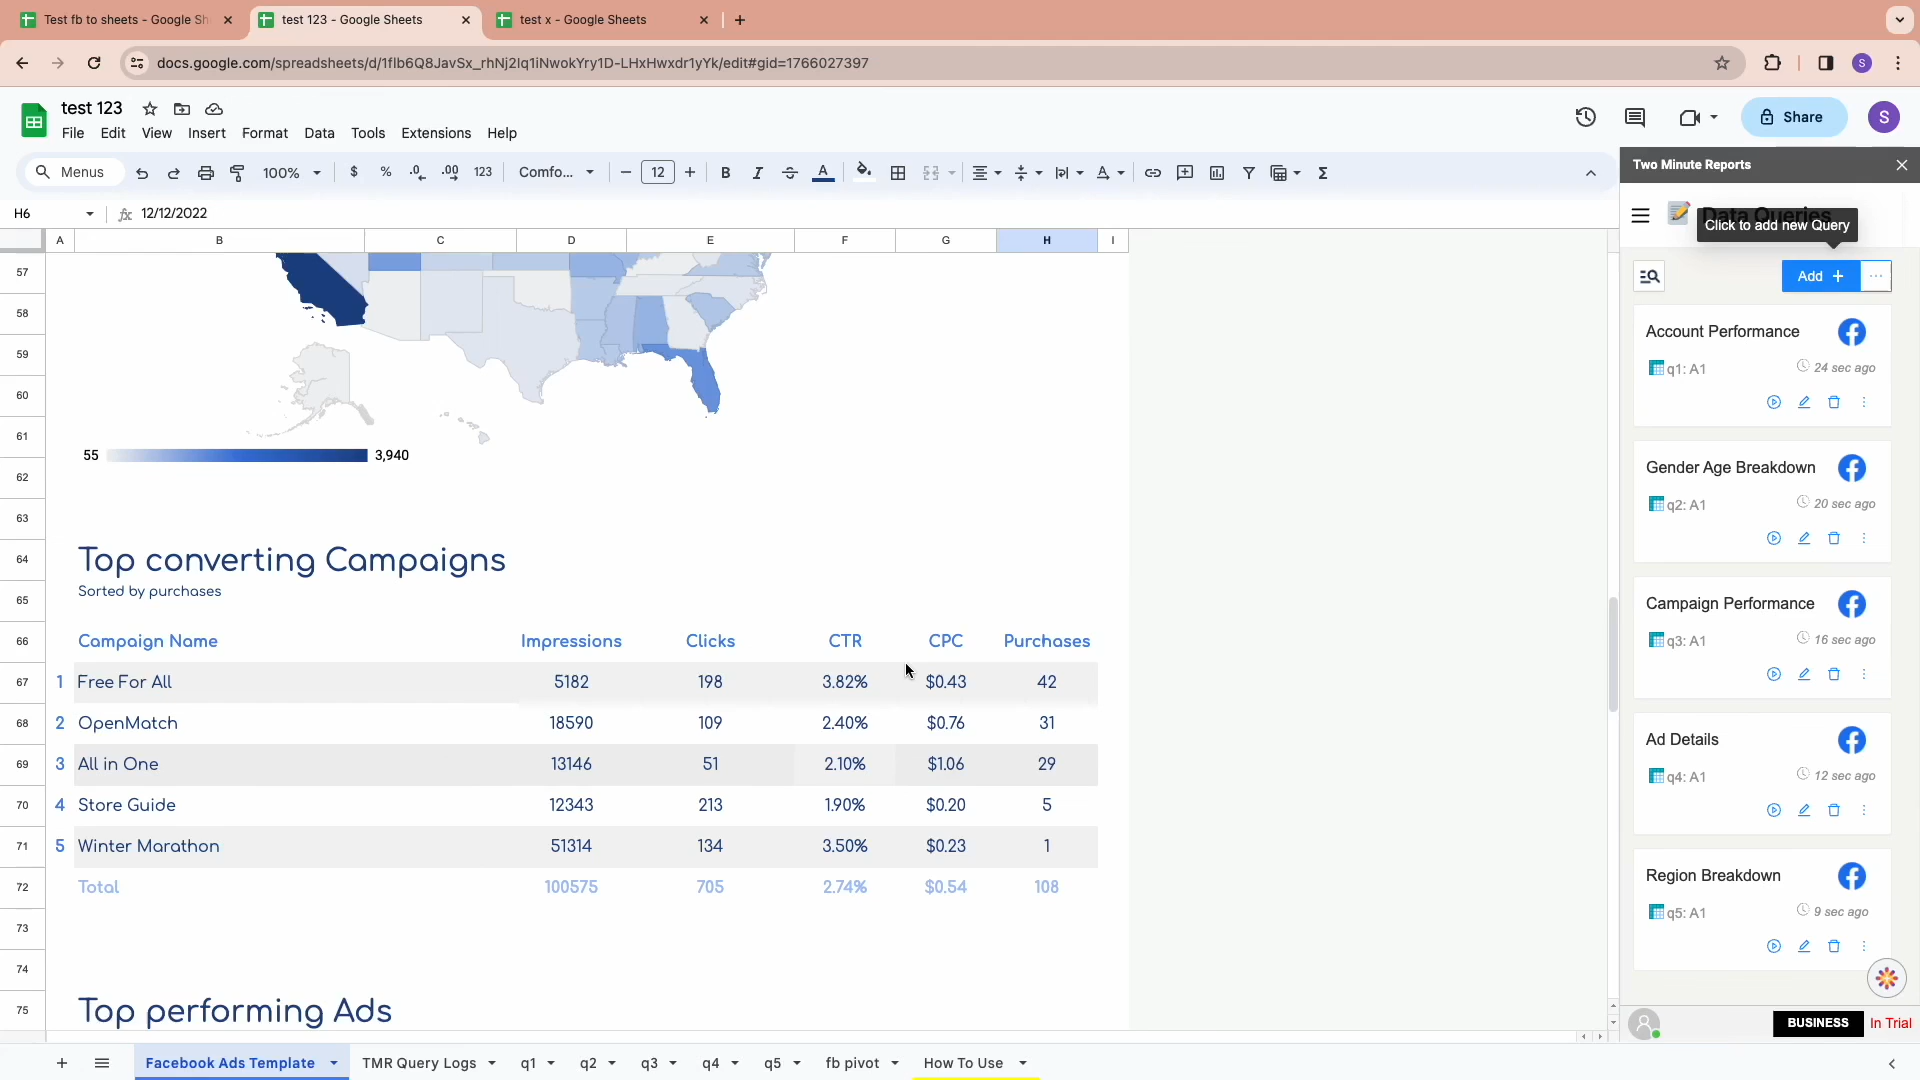 Test fb to sheets - Google Sh
test 123 - Google Sheets
test x - Google Sheets
docs.google.com/spreadsheets/d/1flb6Q8JavSx_rhNj2Iq1iNwokYry1D-LHxHwxdr1yYk/edit#gid=1766027397
S
test 123
File Edit View Insert Format Data Tools Extensions Help
Share
S
Menus
100%
$ % .0 .00 123
Comfo...
12
B I S A
Two Minute Reports
H6
fx 12/12/2022
Data Queries
Click to add new Query
A B C D E F G H I
Add +
57
58
59
60
61
62
63
64
65
66
67
68
69
70
71
72
73
74
75
55
3,940
Top converting Campaigns
Sorted by purchases
Campaign Name Impressions Clicks CTR CPC Purchases
1 Free For All 5182 198 3.82% $0.43 42
2 OpenMatch 18590 109 2.40% $0.76 31
3 All in One 13146 51 2.10% $1.06 29
4 Store Guide 12343 213 1.90% $0.20 5
5 Winter Marathon 51314 134 3.50% $0.23 1
Total 100575 705 2.74% $0.54 108
Top performing Ads
Account Performance
q1: A1 24 sec ago
Gender Age Breakdown
q2: A1 20 sec ago
Campaign Performance
q3: A1 16 sec ago
Ad Details
q4: A1 12 sec ago
Region Breakdown
q5: A1 9 sec ago
BUSINESS In Trial
Facebook Ads Template TMR Query Logs q1 q2 q3 q4 q5 fb pivot How To Use